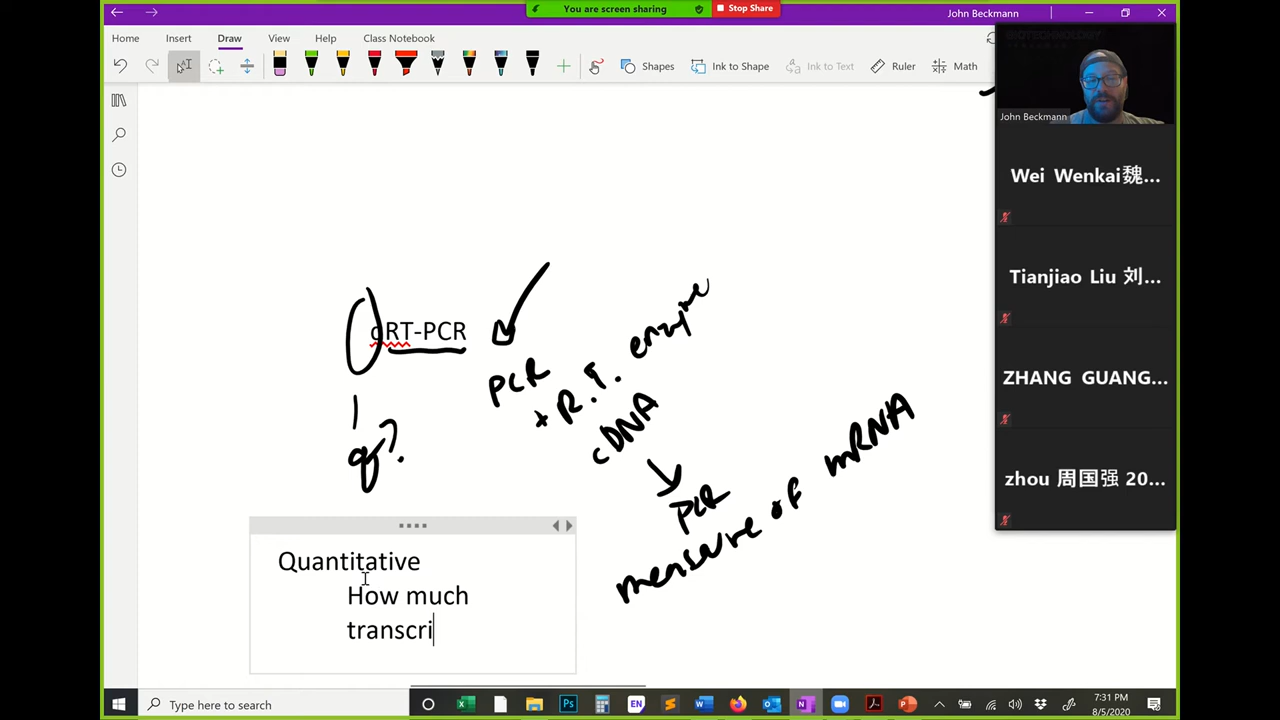 You are screen sharing
Stop Share
John Beckmann
Home Insert Draw View Help Class Notebook
Shapes Ink to Shape Ink to Text Ruler Math
John Beckmann
Wei Wenkai魏...
Tianjiao Liu 刘...
ZHANG GUANG...
zhou 周国强 20...
qRT-PCR
q?
PCR
+ R.T. enzyme
cDNA
PCR
measure of mRNA
Quantitative
How much
transcri
Type here to search
EN
7:31 PM
8/5/2020